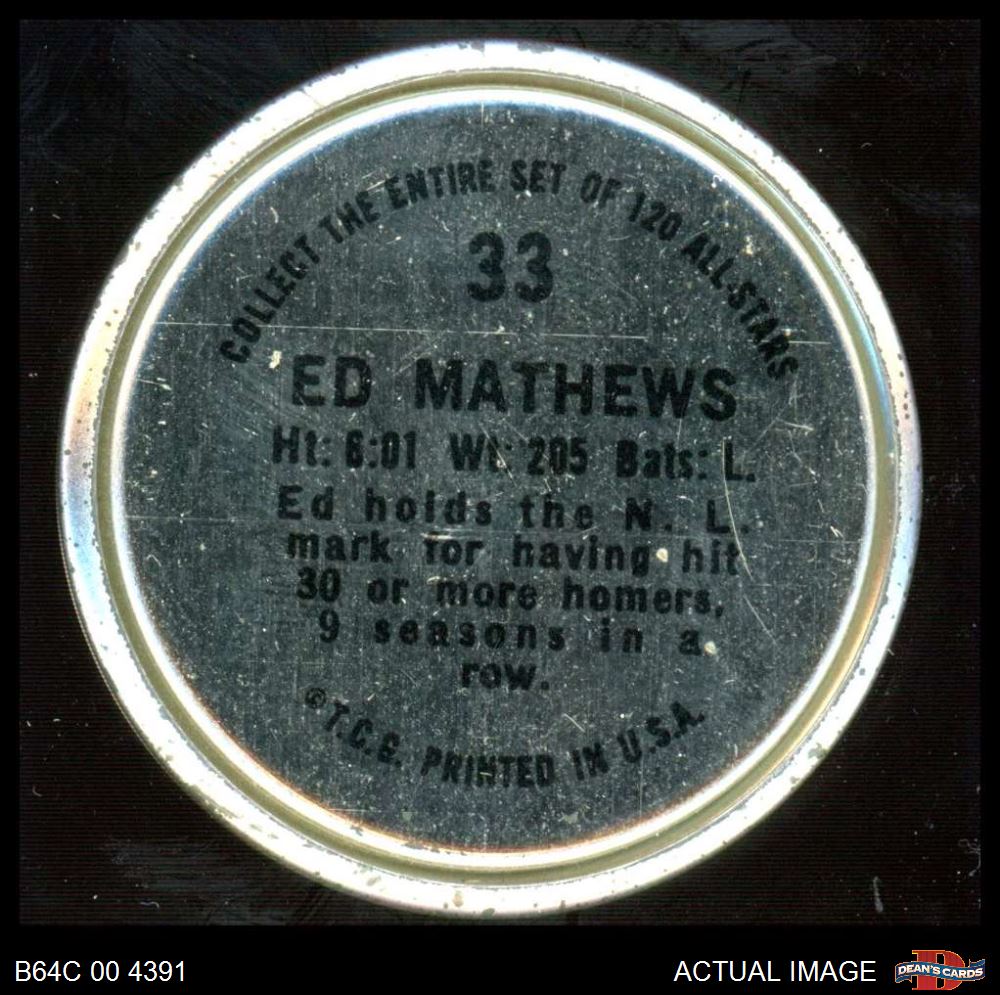 COLLECT THE ENTIRE SET OF 120 ALL-STARS
33
ED MATHEWS
Ht: 6:01 Wt: 205 Bats: L.
Ed holds the N. L.
mark for having hit
30 or more homers,
9 seasons in a
row.
©T.C.G. PRINTED IN U.S.A.
B64C 00 4391
ACTUAL IMAGE
D
DEAN'S CARDS